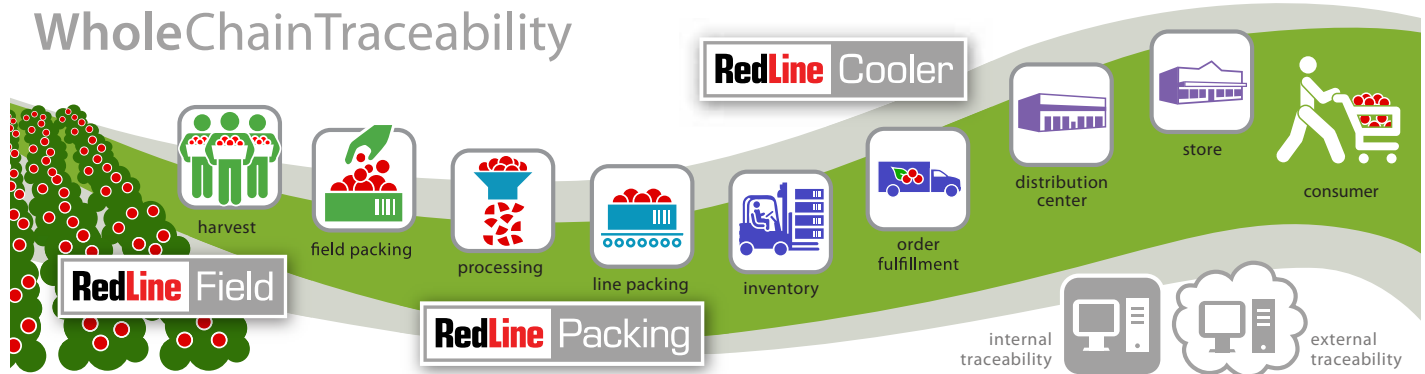 WholeChainTraceability
RedLine Cooler
harvest
field packing
processing
line packing
inventory
order
fulfillment
distribution
center
store
consumer
RedLine Field
RedLine Packing
internal
traceability
external
traceability